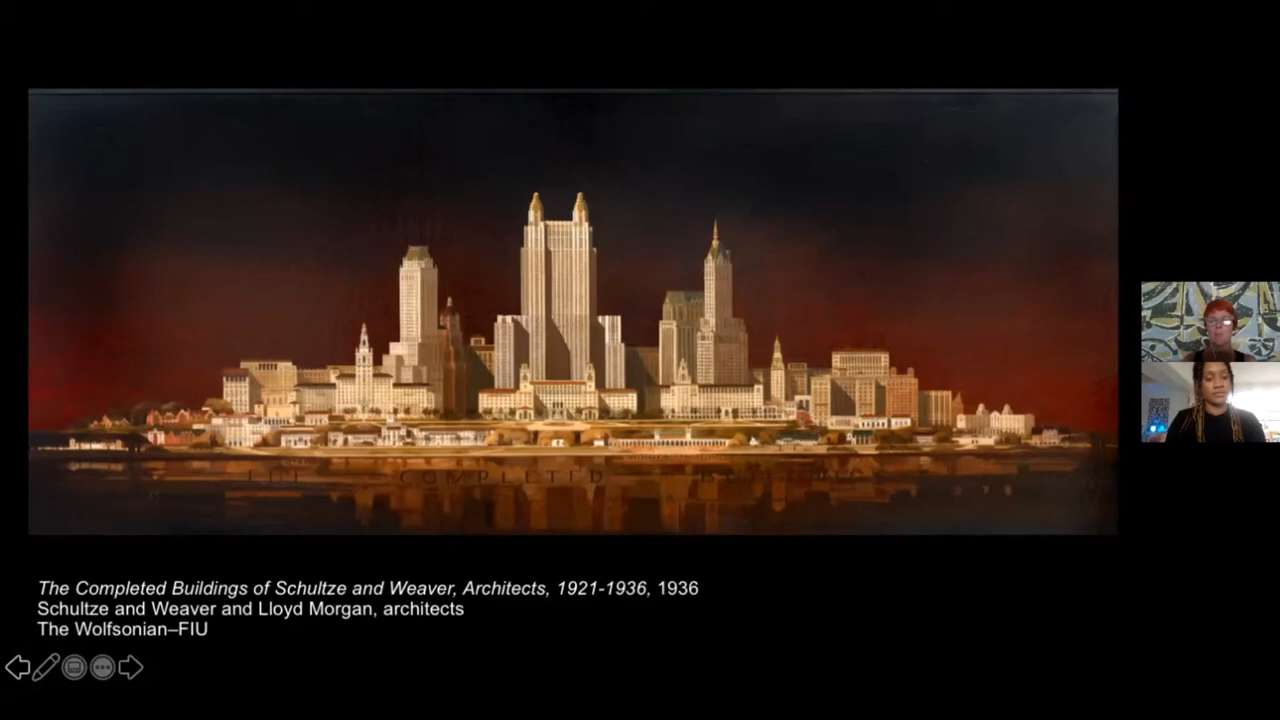 COMPLETED
The Completed Buildings of Schultze and Weaver, Architects, 1921-1936, 1936
Schultze and Weaver and Lloyd Morgan, architects
The Wolfsonian–FIU